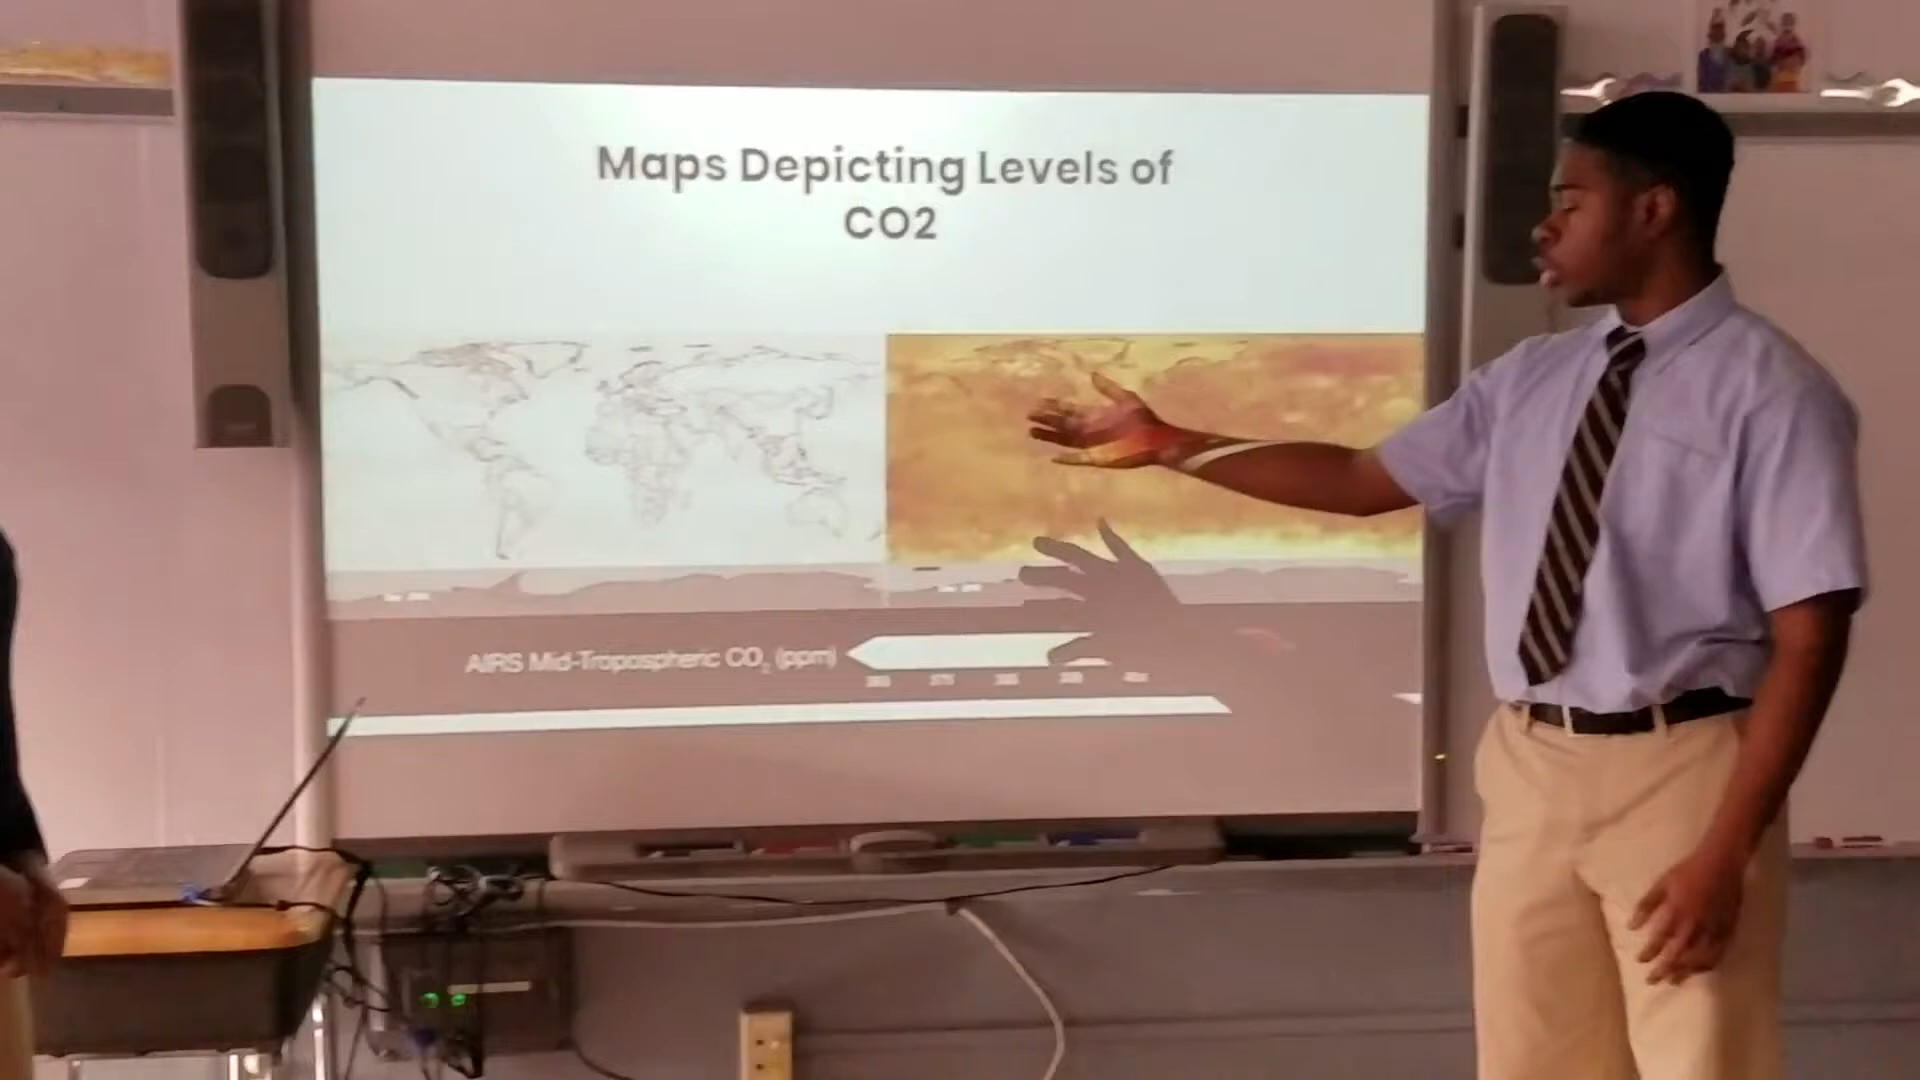 Maps Depicting Levels of
CO2
AIRS Mid-Tropospheric CO₂ (ppm)